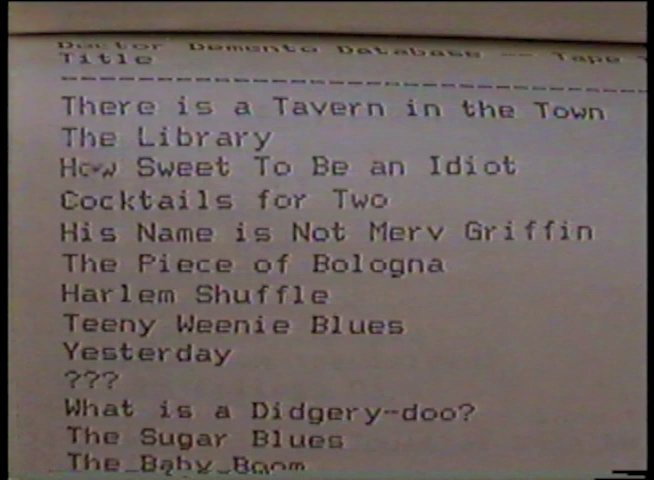 Doctor Demento Database -- Tape
Title
------------------------------------------------
There is a Tavern in the Town
The Library
How Sweet To Be an Idiot
Cocktails for Two
His Name is Not Merv Griffin
The Piece of Bologna
Harlem Shuffle
Teeny Weenie Blues
Yesterday
???
What is a Didgery-doo?
The Sugar Blues
The Baby Boom